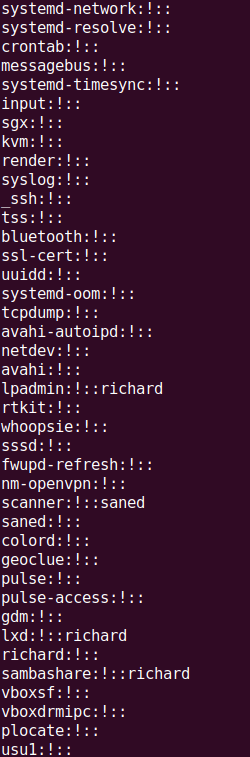 systemd-network:!::
systemd-resolve:!::
crontab:!::
messagebus:!::
systemd-timesync:!::
input:!::
sgx:!::
kvm:!::
render:!::
syslog:!::
_ssh:!::
tss:!::
bluetooth:!::
ssl-cert:!::
uuidd:!::
systemd-oom:!::
tcpdump:!::
avahi-autoipd:!::
netdev:!::
avahi:!::
lpadmin:!::richard
rtkit:!::
whoopsie:!::
sssd:!::
fwupd-refresh:!::
nm-openvpn:!::
scanner:!::saned
saned:!::
colord:!::
geoclue:!::
pulse:!::
pulse-access:!::
gdm:!::
lxd:!::richard
richard:!::
sambashare:!::richard
vboxsf:!::
vboxdrmipc:!::
plocate:!::
usu1:!::